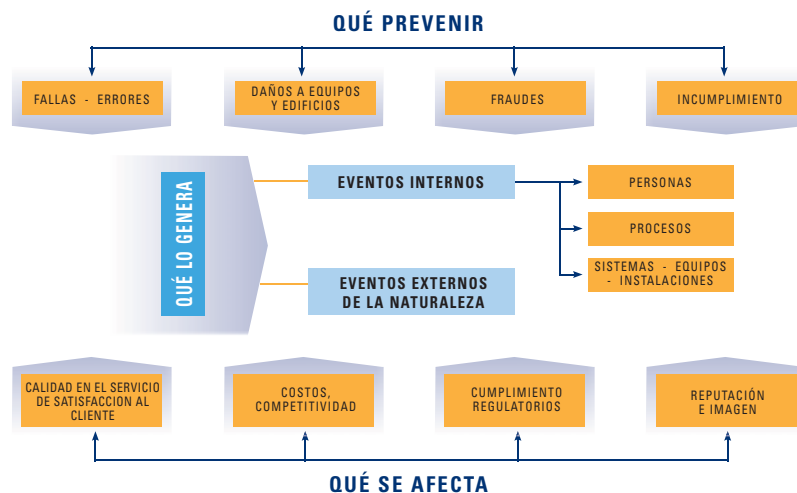 QUÉ PREVENIR
FALLAS - ERRORES
DAÑOS A EQUIPOS
Y EDIFICIOS
FRAUDES
INCUMPLIMIENTO
QUÉ LO GENERA
EVENTOS INTERNOS
PERSONAS
PROCESOS
SISTEMAS - EQUIPOS
- INSTALACIONES
EVENTOS EXTERNOS
DE LA NATURALEZA
CALIDAD EN EL SERVICIO
DE SATISFACCION AL
CLIENTE
COSTOS,
COMPETITIVIDAD
CUMPLIMIENTO
REGULATORIOS
REPUTACIÓN
E IMAGEN
QUÉ SE AFECTA